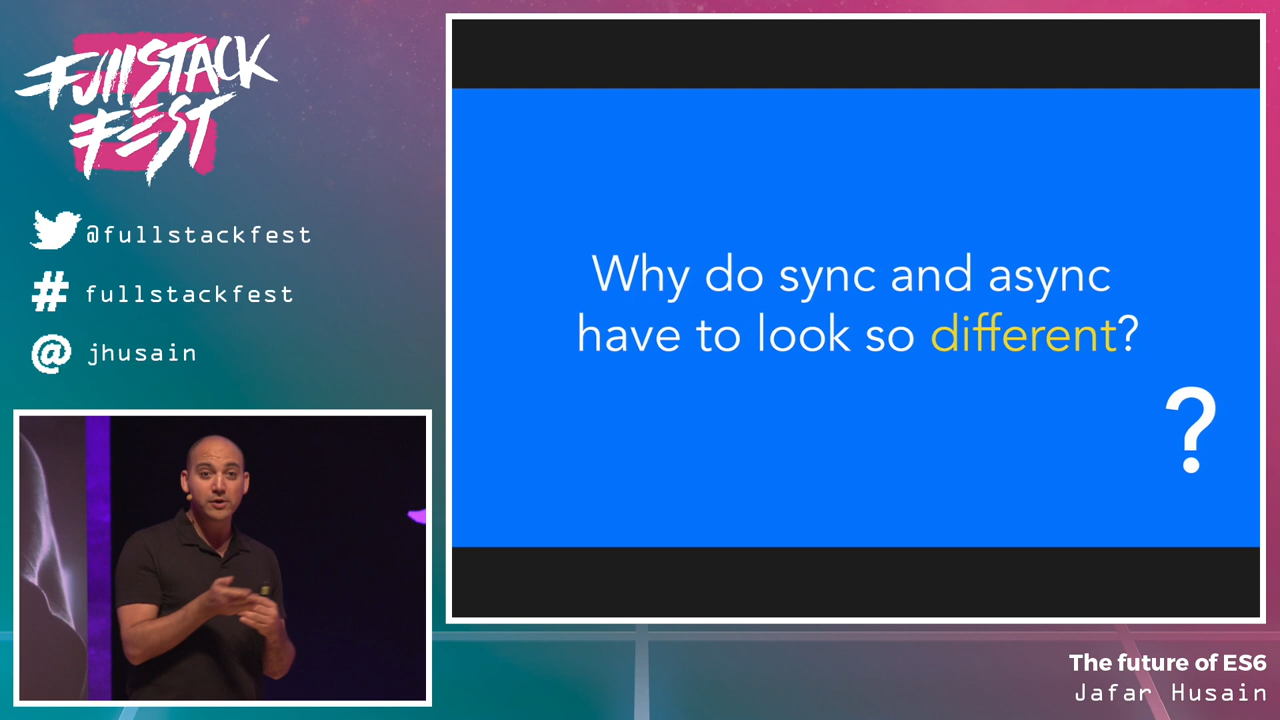 FullSTACK
FEST
@fullstackfest
# fullstackfest
@ jhusain
Why do sync and async
have to look so different?
?
The future of ES6
Jafar Husain